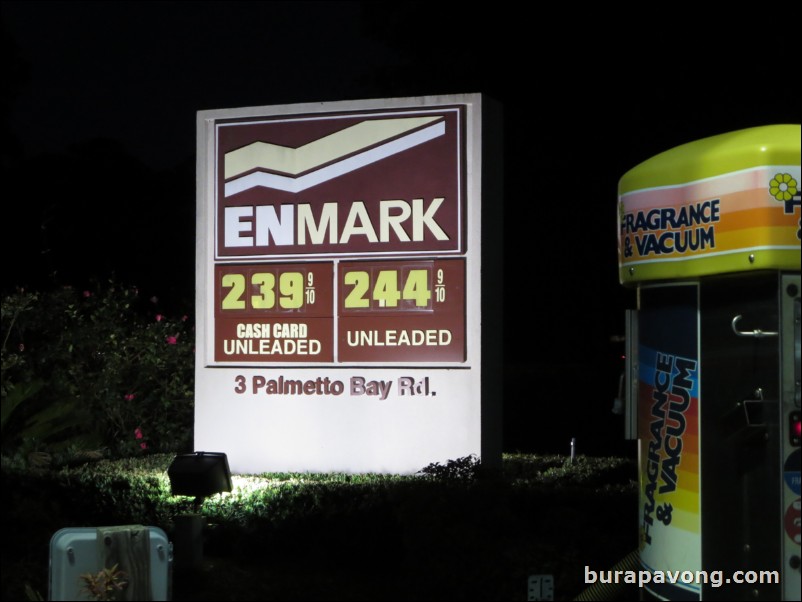 ENMARK
239 9/10
CASH CARD
UNLEADED
244 9/10
UNLEADED
3 Palmetto Bay Rd.
FRAGRANCE
& VACUUM
FRAGRANCE
& VACUUM
burapavong.com